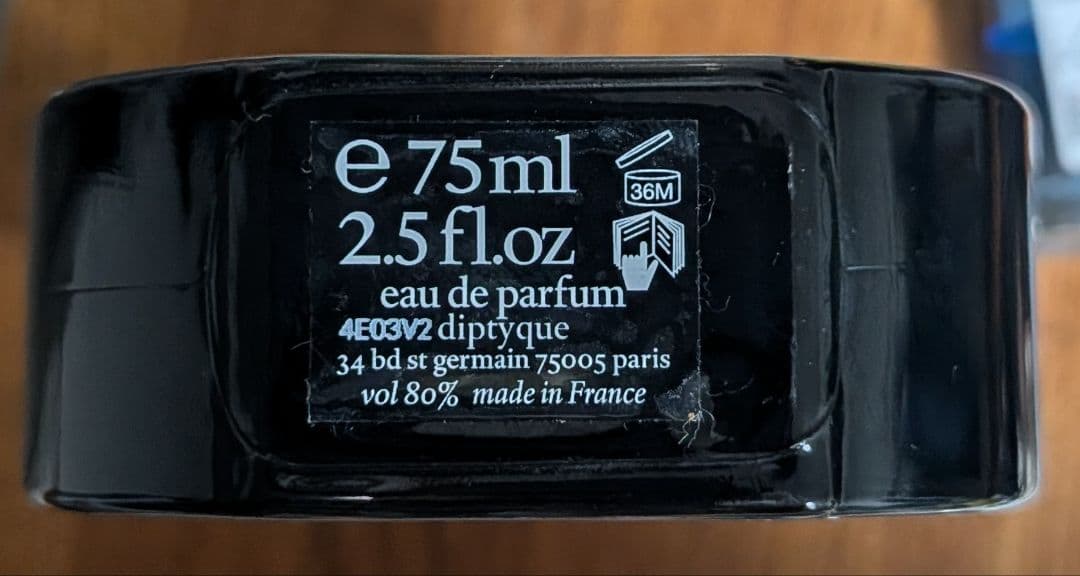 e 75ml
36M
2.5 fl.oz
eau de parfum
4E03V2 diptyque
34 bd st germain 75005 paris
vol 80% made in France